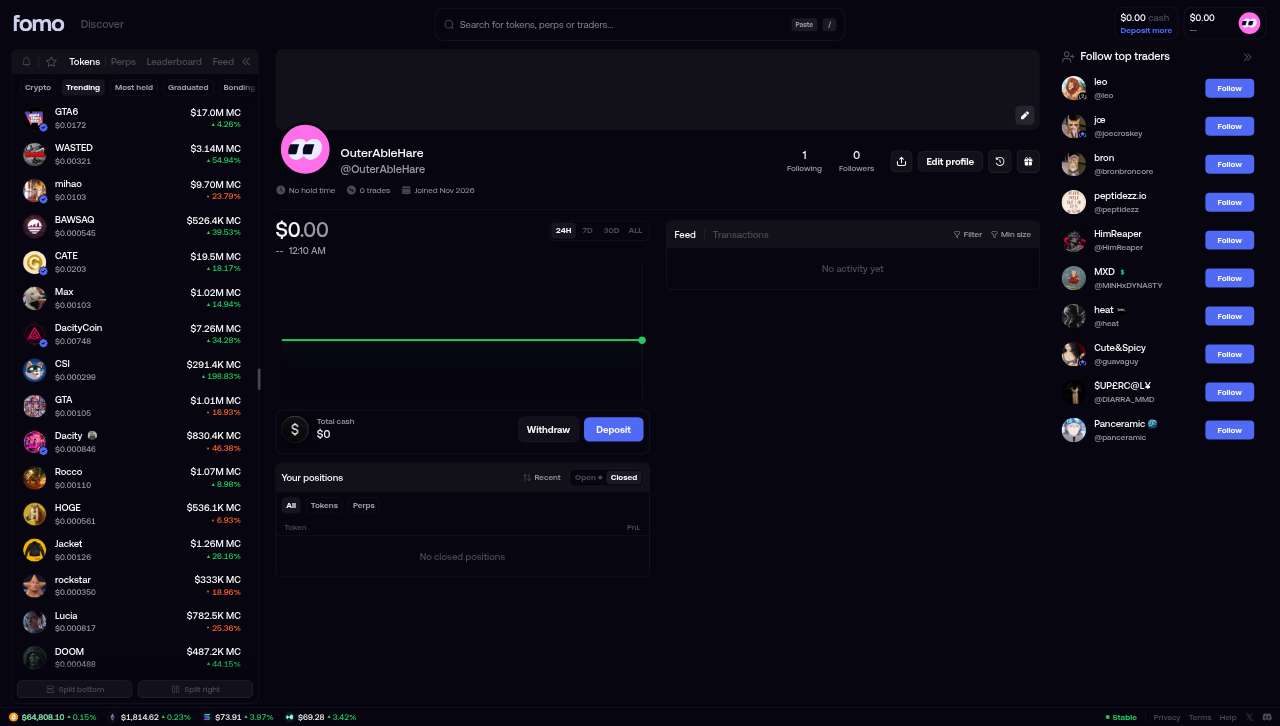 fomo
Discover
Search for tokens, perps or traders...
Paste
/
$0.00 cash
Deposit more
$0.00
—
Tokens
Perps
Leaderboard
Feed
Crypto
Trending
Most held
Graduated
Bonding
GTA6 $17.0M MC
$0.0172 4.26%
WASTED $3.14M MC
$0.00321 54.94%
mihao $9.70M MC
$0.0103 23.79%
BAWSAQ $526.4K MC
$0.000545 39.53%
CATE $19.5M MC
$0.0203 18.17%
Max $1.02M MC
$0.00103 14.94%
DacityCoin $7.26M MC
$0.00748 34.28%
CSI $291.4K MC
$0.000299 196.83%
GTA $1.01M MC
$0.00105 16.93%
Dacity $830.4K MC
$0.000846 46.38%
Rocco $1.07M MC
$0.00110 8.98%
HOGE $536.1K MC
$0.000561 6.93%
Jacket $1.26M MC
$0.00126 26.16%
rockstar $333K MC
$0.000350 18.96%
Lucia $782.5K MC
$0.000817 25.36%
DOOM $487.2K MC
$0.000488 44.15%
Split bottom
Split right
OuterAbleHare
@OuterAbleHare
1
Following
0
Followers
Edit profile
No hold time
0 trades
Joined Nov 2026
$0.00
-- 12:10 AM
24H 7D 30D ALL
Total cash
$0
Withdraw
Deposit
Your positions
Recent
Open
Closed
All
Tokens
Perps
Token PnL
No closed positions
Feed
Transactions
Filter
Min size
No activity yet
Follow top traders
leo
@leo
Follow
jœ
@joecroskey
Follow
bron
@bronbroncore
Follow
peptidezz.io
@peptidezz
Follow
HimReaper
@HimReaper
Follow
MXD
@MINHxDYNASTY
Follow
heat
@heat
Follow
Cute&Spicy
@guavaguy
Follow
$UP£RC@L¥
@DIARRA_MMD
Follow
Panceramic
@panceramic
Follow
$64,808.10 0.15%
$1,814.62 0.23%
$73.91 3.97%
$69.28 3.42%
Stable
Privacy
Terms
Help